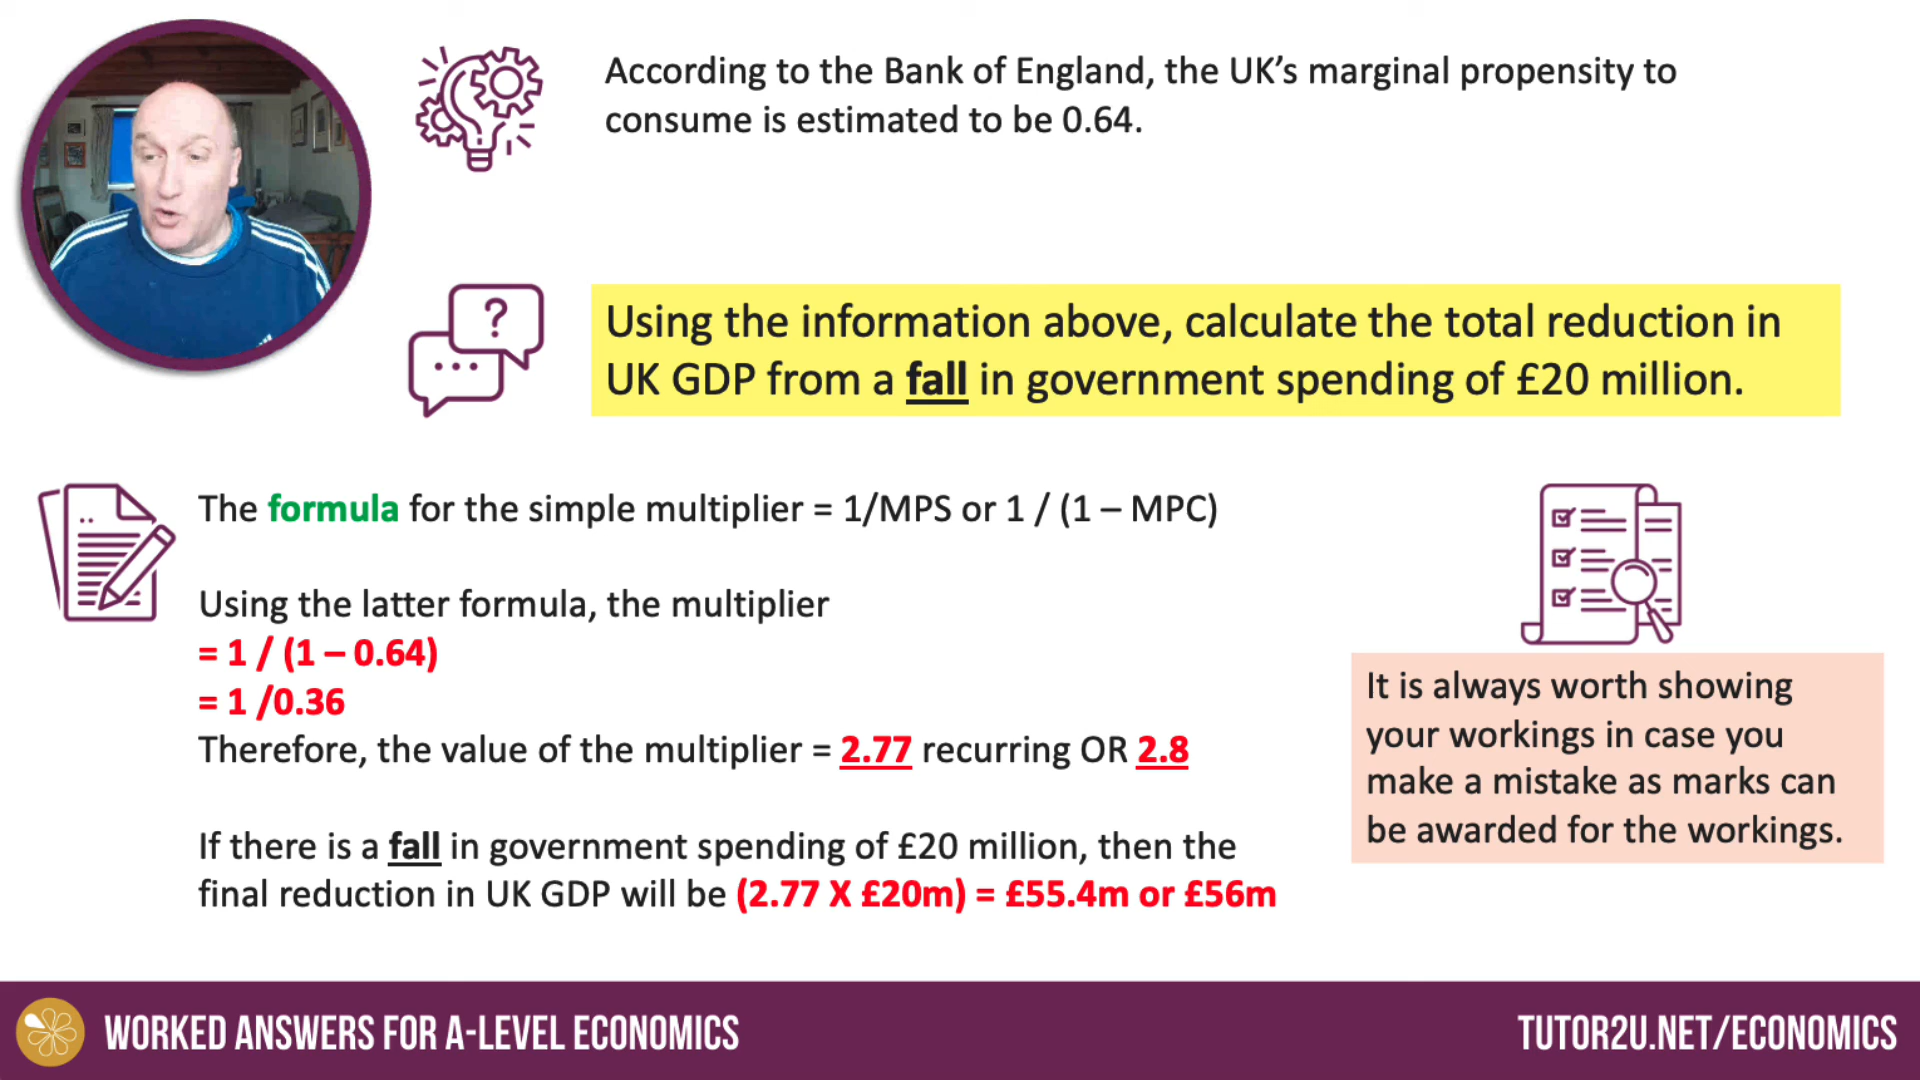 According to the Bank of England, the UK’s marginal propensity to
consume is estimated to be 0.64.
?
Using the information above, calculate the total reduction in
UK GDP from a fall in government spending of £20 million.
The formula for the simple multiplier = 1/MPS or 1 / (1 – MPC)
Using the latter formula, the multiplier
= 1 / (1 – 0.64)
= 1 /0.36
Therefore, the value of the multiplier = 2.77 recurring OR 2.8
If there is a fall in government spending of £20 million, then the
final reduction in UK GDP will be (2.77 X £20m) = £55.4m or £56m
It is always worth showing
your workings in case you
make a mistake as marks can
be awarded for the workings.
WORKED ANSWERS FOR A-LEVEL ECONOMICS
TUTOR2U.NET/ECONOMICS